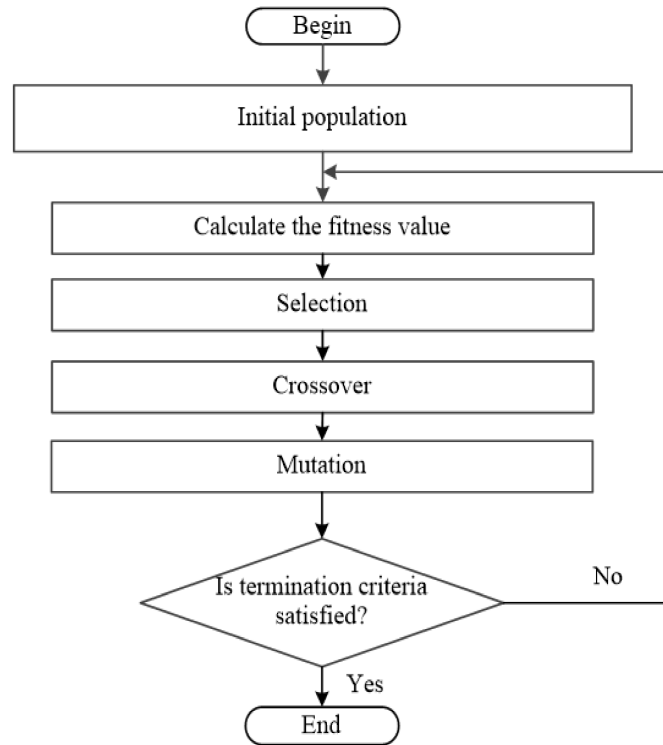 Begin
Initial population
Calculate the fitness value
Selection
Crossover
Mutation
Is termination criteria
satisfied?
No
Yes
End